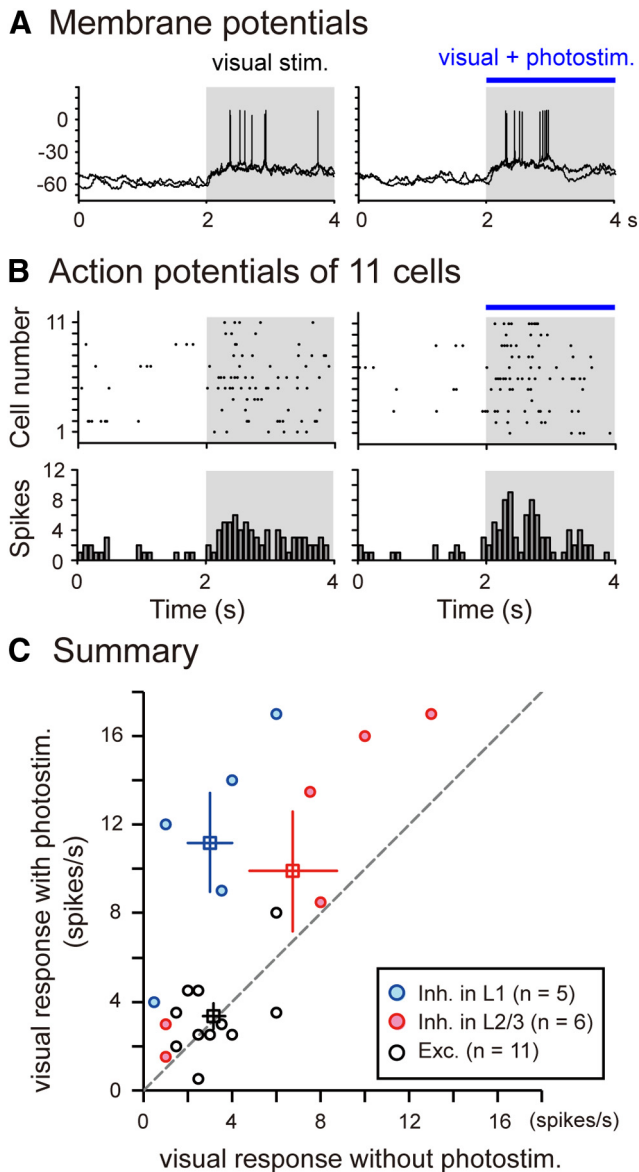 A Membrane potentials
visual stim.
visual + photostim.
0
-30
-60
0 2 4 0 2 4 s
B Action potentials of 11 cells
11
Cell number
1
12
8
4
0
Spikes
0 2 4 0 2 4
Time (s) Time (s)
C Summary
visual response with photostim.
(spikes/s)
16
12
8
4
0
Inh. in L1 (n = 5)
Inh. in L2/3 (n = 6)
Exc. (n = 11)
0 4 8 12 16 (spikes/s)
visual response without photostim.